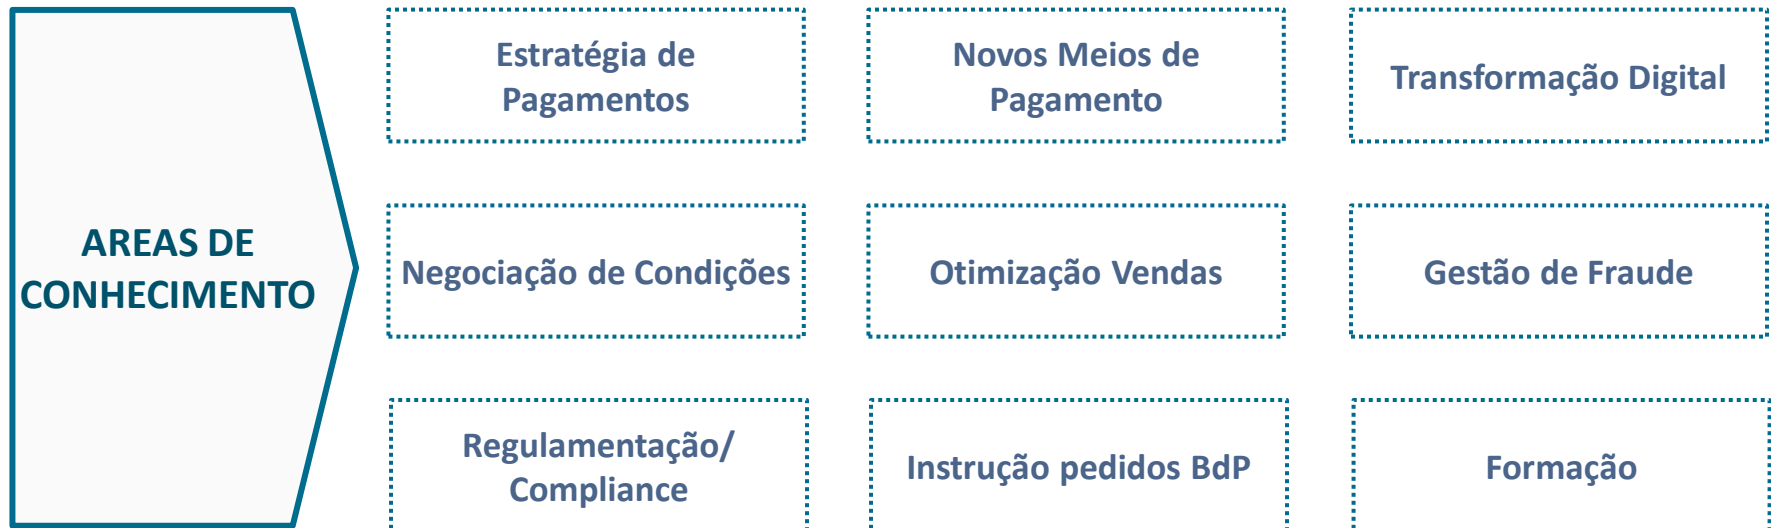 AREAS DE
CONHECIMENTO
Estratégia de
Pagamentos
Novos Meios de
Pagamento
Transformação Digital
Negociação de Condições
Otimização Vendas
Gestão de Fraude
Regulamentação/
Compliance
Instrução pedidos BdP
Formação